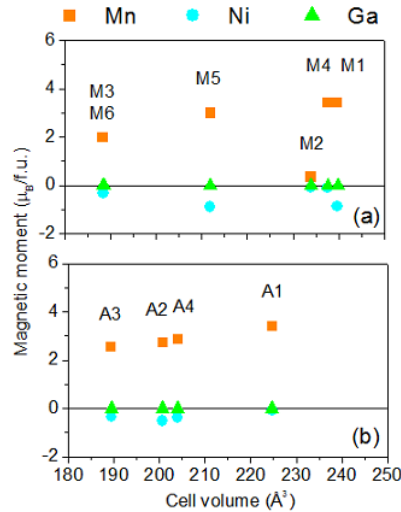 Mn Ni Ga
6
4
2
0
-2
M3
M6
M5
M4 M1
M2
(a)
Magnetic moment (μB/f.u.)
6
4
2
0
-2
A3 A2 A4 A1
(b)
180 190 200 210 220 230 240 250
Cell volume (Å³)